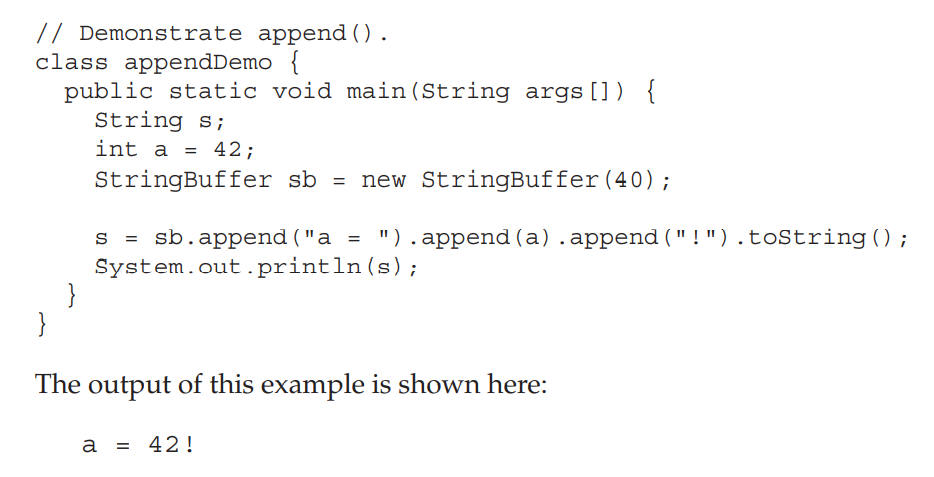 // Demonstrate append().
class appendDemo {
  public static void main(String args[]) {
    String s;
    int a = 42;
    StringBuffer sb = new StringBuffer(40);

    s = sb.append("a = ").append(a).append("!").toString();
    System.out.println(s);
  }
}
The output of this example is shown here:
a = 42!